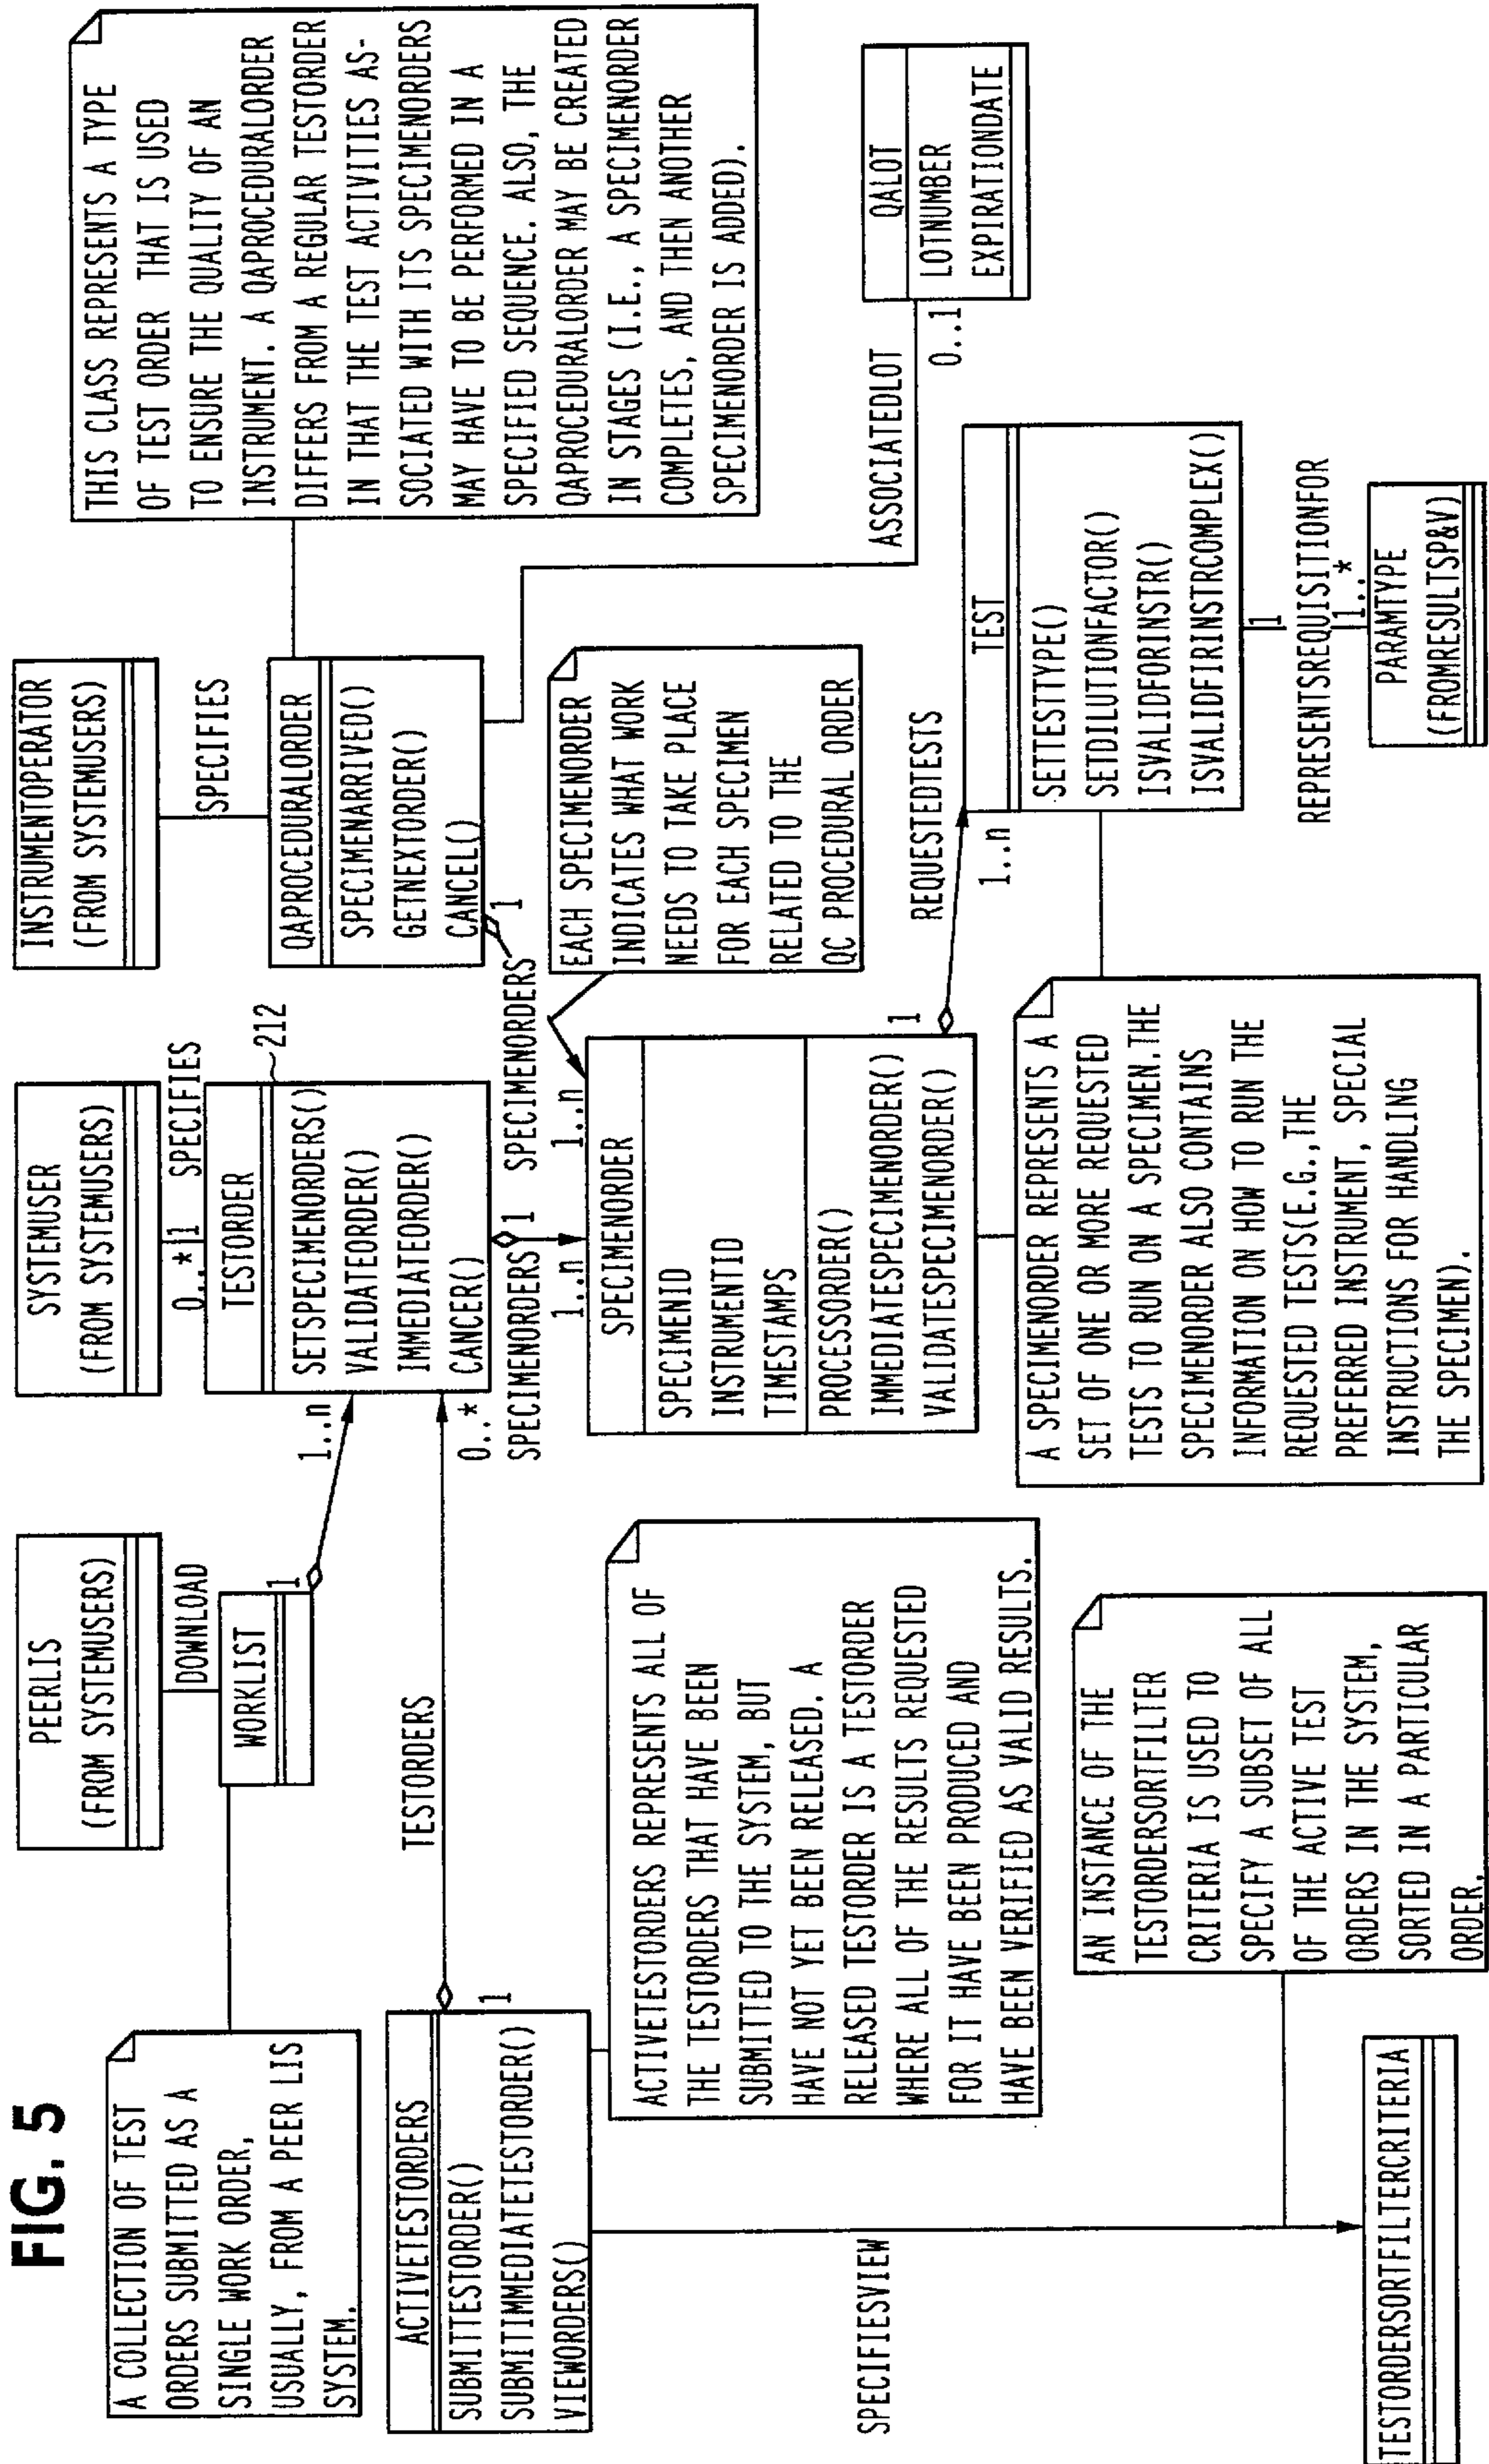 FIG. 5
A COLLECTION OF TEST
ORDERS SUBMITTED AS A
SINGLE WORK ORDER,
USUALLY, FROM A PEER LIS
SYSTEM.
PEERLIS
(FROM SYSTEMUSERS)
DOWNLOAD
WORKLIST
1
1..n
SYSTEMUSER
(FROM SYSTEMUSERS)
0..*
1
SPECIFIES
TESTORDER
SETSPECIMENORDERS()
VALIDATEORDER()
IMMEDIATEORDER()
CANCER()
212
INSTRUMENTOPERATOR
(FROM SYSTEMUSERS)
SPECIFIES
QAPROCEDURALORDER
SPECIMENARRIVED()
GETNEXTORDER()
CANCEL()
THIS CLASS REPRESENTS A TYPE
OF TEST ORDER THAT IS USED
TO ENSURE THE QUALITY OF AN
INSTRUMENT. A QAPROCEDURALORDER
DIFFERS FROM A REGULAR TESTORDER
IN THAT THE TEST ACTIVITIES AS-
SOCIATED WITH ITS SPECIMENORDERS
MAY HAVE TO BE PERFORMED IN A
SPECIFIED SEQUENCE. ALSO, THE
QAPROCEDURALORDER MAY BE CREATED
IN STAGES (I.E., A SPECIMENORDER
COMPLETES, AND THEN ANOTHER
SPECIMENORDER IS ADDED).
ACTIVETESTORDERS
SUBMITTESTORDER()
SUBMITIMMEDIATETESTORDER()
VIEWORDERS()
1
TESTORDERS
0..*
SPECIMENORDERS
1
1..n
SPECIMENORDERS
1
1..n
EACH SPECIMENORDER
INDICATES WHAT WORK
NEEDS TO TAKE PLACE
FOR EACH SPECIMEN
RELATED TO THE
QC PROCEDURAL ORDER
ASSOCIATEDLOT
0..1
QALOT
LOTNUMBER
EXPIRATIONDATE
SPECIMENORDER
SPECIMENID
INSTRUMENTID
TIMESTAMPS
PROCESSORDER()
IMMEDIATESPECIMENORDER()
VALIDATESPECIMENORDER()
1
REQUESTEDTESTS
1..n
TEST
SETTESTTYPE()
SETDILUTIONFACTOR()
ISVALIDFORINSTR()
ISVALIDFIRINSTRCOMPLEX()
1
REPRESENTSREQUISITIONFOR
1..*
PARAMTYPE
(FROMRESULTSP&V)
ACTIVETESTORDERS REPRESENTS ALL OF
THE TESTORDERS THAT HAVE BEEN
SUBMITTED TO THE SYSTEM, BUT
HAVE NOT YET BEEN RELEASED. A
RELEASED TESTORDER IS A TESTORDER
WHERE ALL OF THE RESULTS REQUESTED
FOR IT HAVE BEEN PRODUCED AND
HAVE BEEN VERIFIED AS VALID RESULTS.
A SPECIMENORDER REPRESENTS A
SET OF ONE OR MORE REQUESTED
TESTS TO RUN ON A SPECIMEN.THE
SPECIMENORDER ALSO CONTAINS
INFORMATION ON HOW TO RUN THE
REQUESTED TESTS(E.G.,THE
PREFERRED INSTRUMENT, SPECIAL
INSTRUCTIONS FOR HANDLING
THE SPECIMEN).
SPECIFIESVIEW
AN INSTANCE OF THE
TESTORDERSORTFILTER
CRITERIA IS USED TO
SPECIFY A SUBSET OF ALL
OF THE ACTIVE TEST
ORDERS IN THE SYSTEM,
SORTED IN A PARTICULAR
ORDER.
TESTORDERSORTFILTERCRITERIA